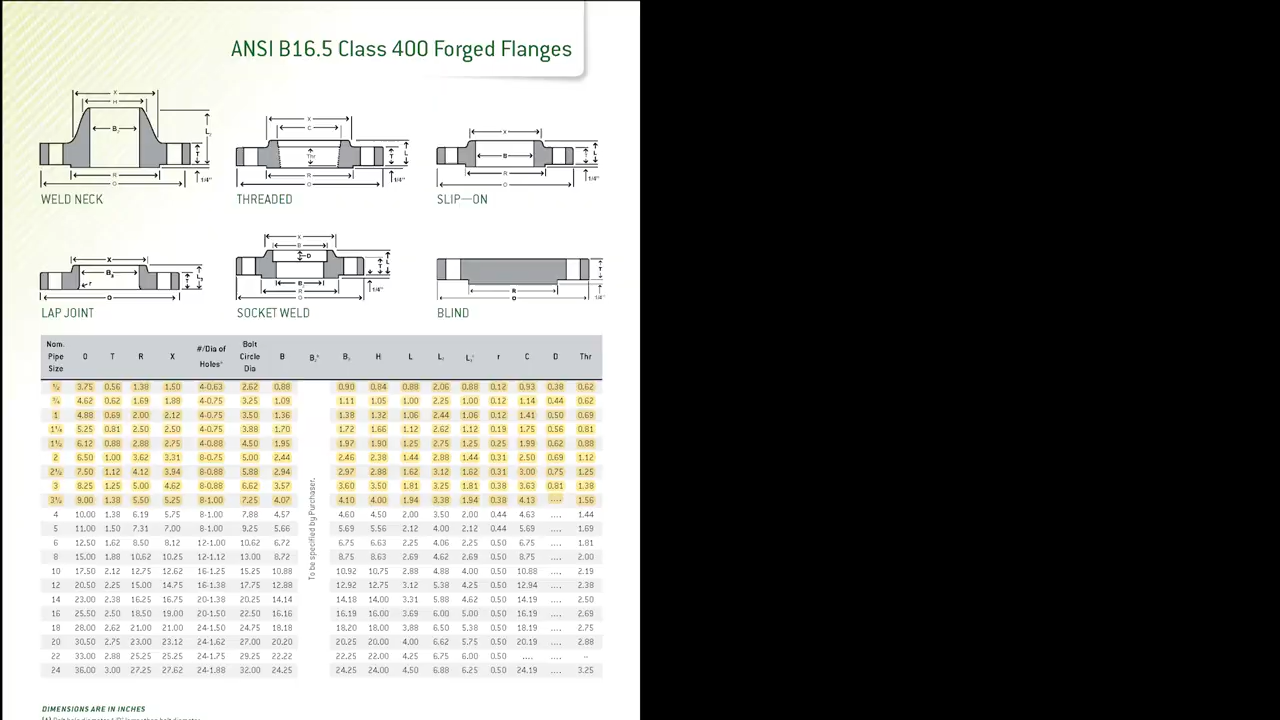 ANSI B16.5 Class 400 Forged Flanges
X
H
B₂
L₂
T
R
O
1/4"
WELD NECK
X
C
Thr
T
L
R
O
1/4"
THREADED
X
B
T
L
R
O
1/4"
SLIP—ON
X
B₃
r
T
L₃
O
LAP JOINT
X
B
D
T
L
B₂
R
O
1/4"
SOCKET WELD
T
R
O
1/4"
BLIND
Nom. Pipe Size O T R X #/Dia of Holes Bolt Circle Dia B B₂ B₃ H L L₂ L₃ r C D Thr
½ 3.75 0.56 1.38 1.50 4-0.63 2.62 0.88 0.90 0.84 0.88 2.06 0.88 0.12 0.93 0.38 0.62
¾ 4.62 0.62 1.69 1.88 4-0.75 3.25 1.09 1.11 1.05 1.00 2.25 1.00 0.12 1.14 0.44 0.62
1 4.88 0.69 2.00 2.12 4-0.75 3.50 1.36 1.38 1.32 1.06 2.44 1.06 0.12 1.41 0.50 0.69
1¼ 5.25 0.81 2.50 2.50 4-0.75 3.88 1.70 1.72 1.66 1.12 2.62 1.12 0.19 1.75 0.56 0.81
1½ 6.12 0.88 2.88 2.75 4-0.88 4.50 1.95 1.97 1.90 1.25 2.75 1.25 0.25 1.99 0.62 0.88
2 6.50 1.00 3.62 3.31 8-0.75 5.00 2.44 2.46 2.38 1.44 2.88 1.44 0.31 2.50 0.69 1.12
2½ 7.50 1.12 4.12 3.94 8-0.88 5.88 2.94 2.97 2.88 1.62 3.12 1.62 0.31 3.00 0.75 1.25
3 8.25 1.25 5.00 4.62 8-0.88 6.62 3.57 3.60 3.50 1.81 3.25 1.81 0.38 3.63 0.81 1.38
3½ 9.00 1.38 5.50 5.25 8-1.00 7.25 4.07 4.10 4.00 1.94 3.38 1.94 0.38 4.13 .... 1.56
4 10.00 1.38 6.19 5.75 8-1.00 7.88 4.57 4.60 4.50 2.00 3.50 2.00 0.44 4.63 .... 1.44
5 11.00 1.50 7.31 7.00 8-1.00 9.25 5.66 5.69 5.56 2.12 4.00 2.12 0.44 5.69 .... 1.69
6 12.50 1.62 8.50 8.12 12-1.00 10.62 6.72 6.75 6.63 2.25 4.06 2.25 0.50 6.75 .... 1.81
8 15.00 1.88 10.62 10.25 12-1.12 13.00 8.72 8.75 8.63 2.69 4.62 2.69 0.50 8.75 .... 2.00
10 17.50 2.12 12.75 12.62 16-1.25 15.25 10.88 10.92 10.75 2.88 4.88 4.00 0.50 10.88 .... 2.19
12 20.50 2.25 15.00 14.75 16-1.38 17.75 12.88 12.92 12.75 3.12 5.38 4.25 0.50 12.94 .... 2.38
14 23.00 2.38 16.25 16.75 20-1.38 20.25 14.14 14.18 14.00 3.31 5.88 4.62 0.50 14.19 .... 2.50
16 25.50 2.50 18.50 19.00 20-1.50 22.50 16.16 16.19 16.00 3.69 6.00 5.00 0.50 16.19 .... 2.69
18 28.00 2.62 21.00 21.00 24-1.50 24.75 18.18 18.20 18.00 3.88 6.50 5.38 0.50 18.19 .... 2.75
20 30.50 2.75 23.00 23.12 24-1.62 27.00 20.20 20.25 20.00 4.00 6.62 5.75 0.50 20.19 .... 2.88
22 33.00 2.88 25.25 25.25 24-1.75 29.25 22.22 22.25 22.00 4.25 6.75 6.00 0.50 .... .... ..
24 36.00 3.00 27.25 27.62 24-1.88 32.00 24.25 24.25 24.00 4.50 6.88 6.25 0.50 24.19 .... 3.25
To be specified by Purchaser.
DIMENSIONS ARE IN INCHES